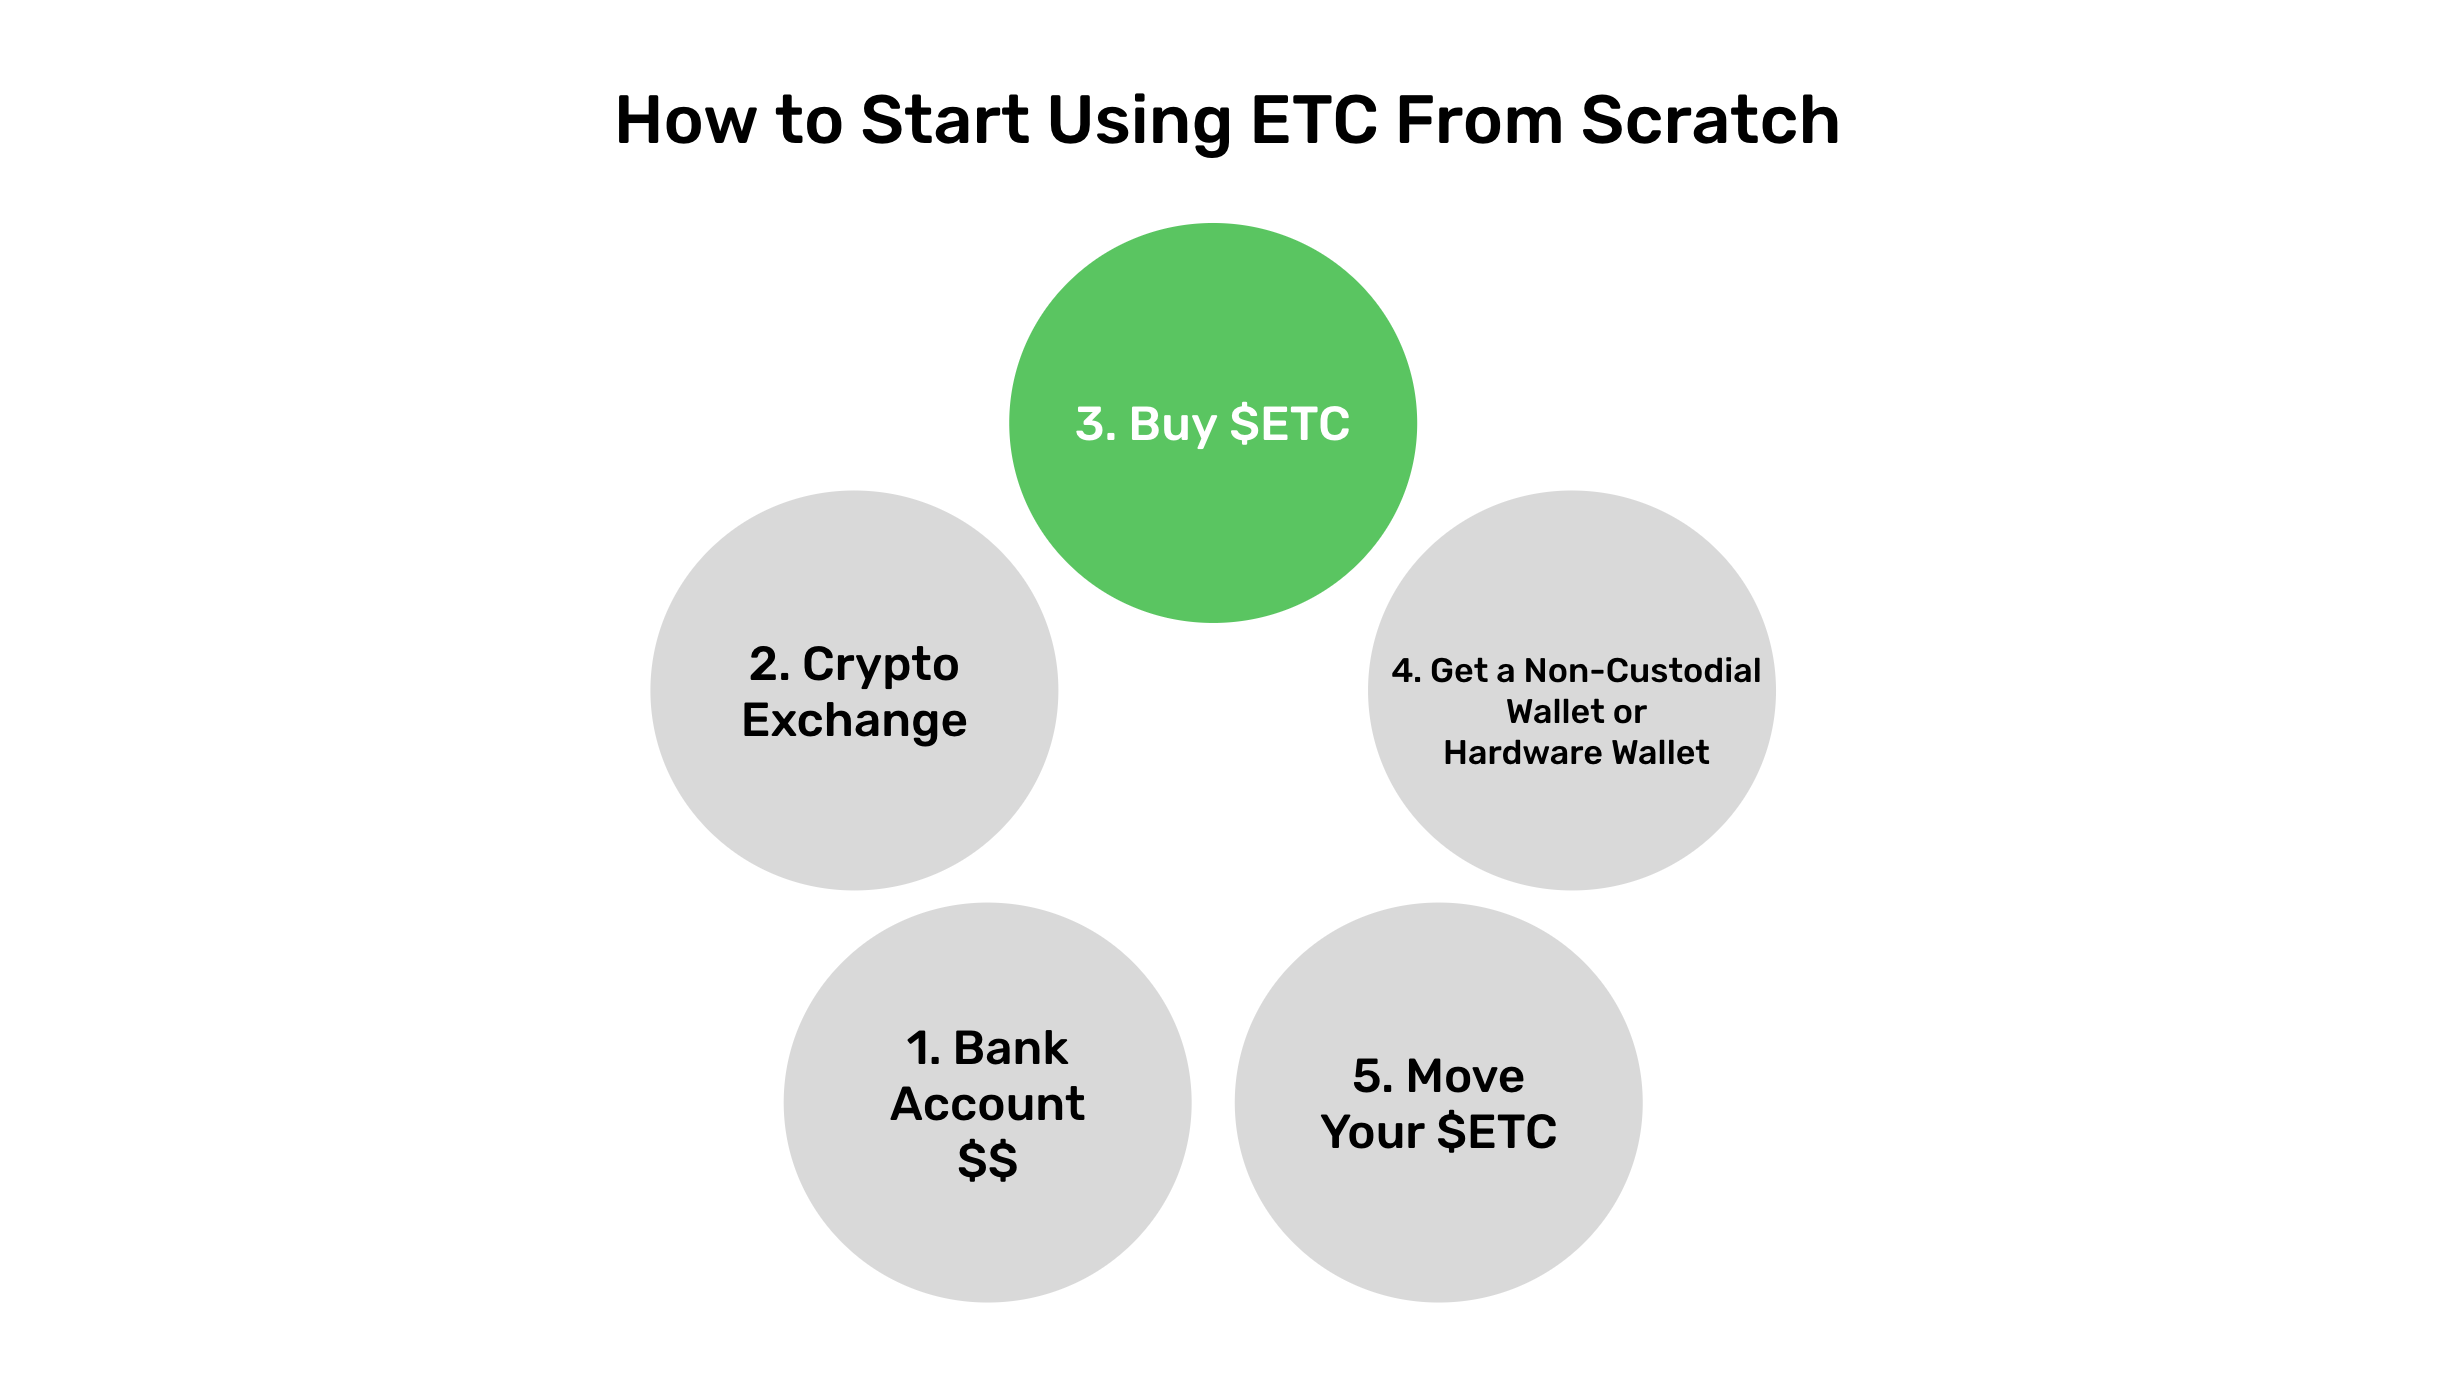 How to Start Using ETC From Scratch
3. Buy $ETC
2. Crypto
Exchange
4. Get a Non-Custodial
Wallet or
Hardware Wallet
1. Bank
Account
$$
5. Move
Your $ETC